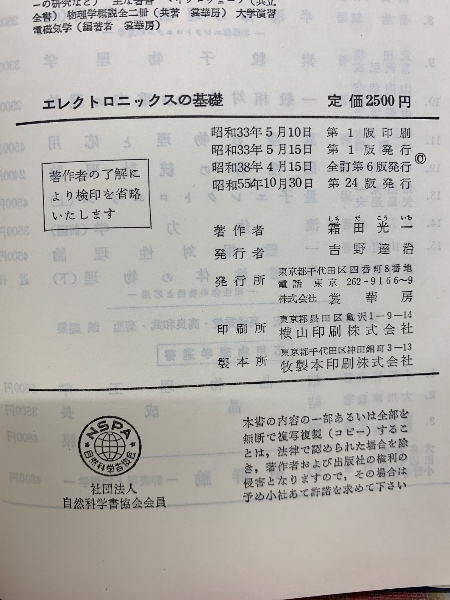 全書) 物理学概説全二冊(共著 裳華房) 大学演習
電磁気学(編著者 裳華房)
エレクトロニックスの基礎
定価2500円
昭和33年5月10日 第1版印刷
昭和33年5月15日 第1版発行
昭和38年4月15日 全訂第6版発行
昭和55年10月30日 第24版発行
©
著作者の了解に
より検印を省略
いたします
しもだこういち
著作者 霜田光一
発行者 吉野達治
発行所
東京都千代田区四番町8番地
電話 東京 262-9166~9
株式会社 裳華房
印刷所
東京都墨田区亀沢1-9-14
横山印刷株式会社
製本所
東京都千代田区神田錦町3-13
牧製本印刷株式会社
NSPA
自然科学書協会
社団法人
自然科学書協会会員
本書の内容の一部あるいは全部を
無断で複写複製(コピー)するこ
とは,法律で認められた場合を除
き,著作者および出版社の権利の
侵害となりますので,その場合は
予め小社あて許諾を求めて下さい